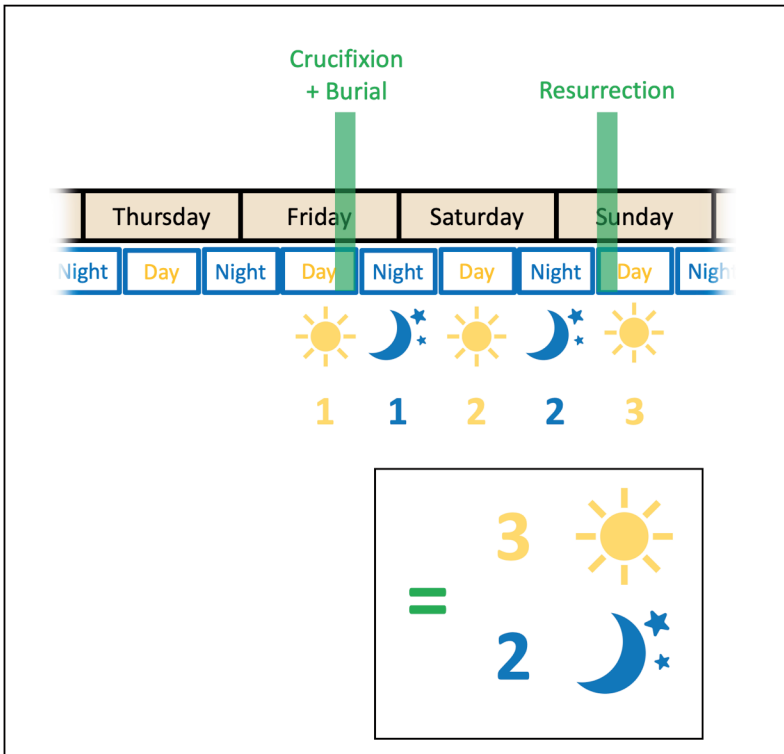 Crucifixion
+ Burial
Resurrection
Thursday Friday Saturday Sunday
Night Day Night Day Night Day Night Day Night
1 1 2 2 3
3
=
2